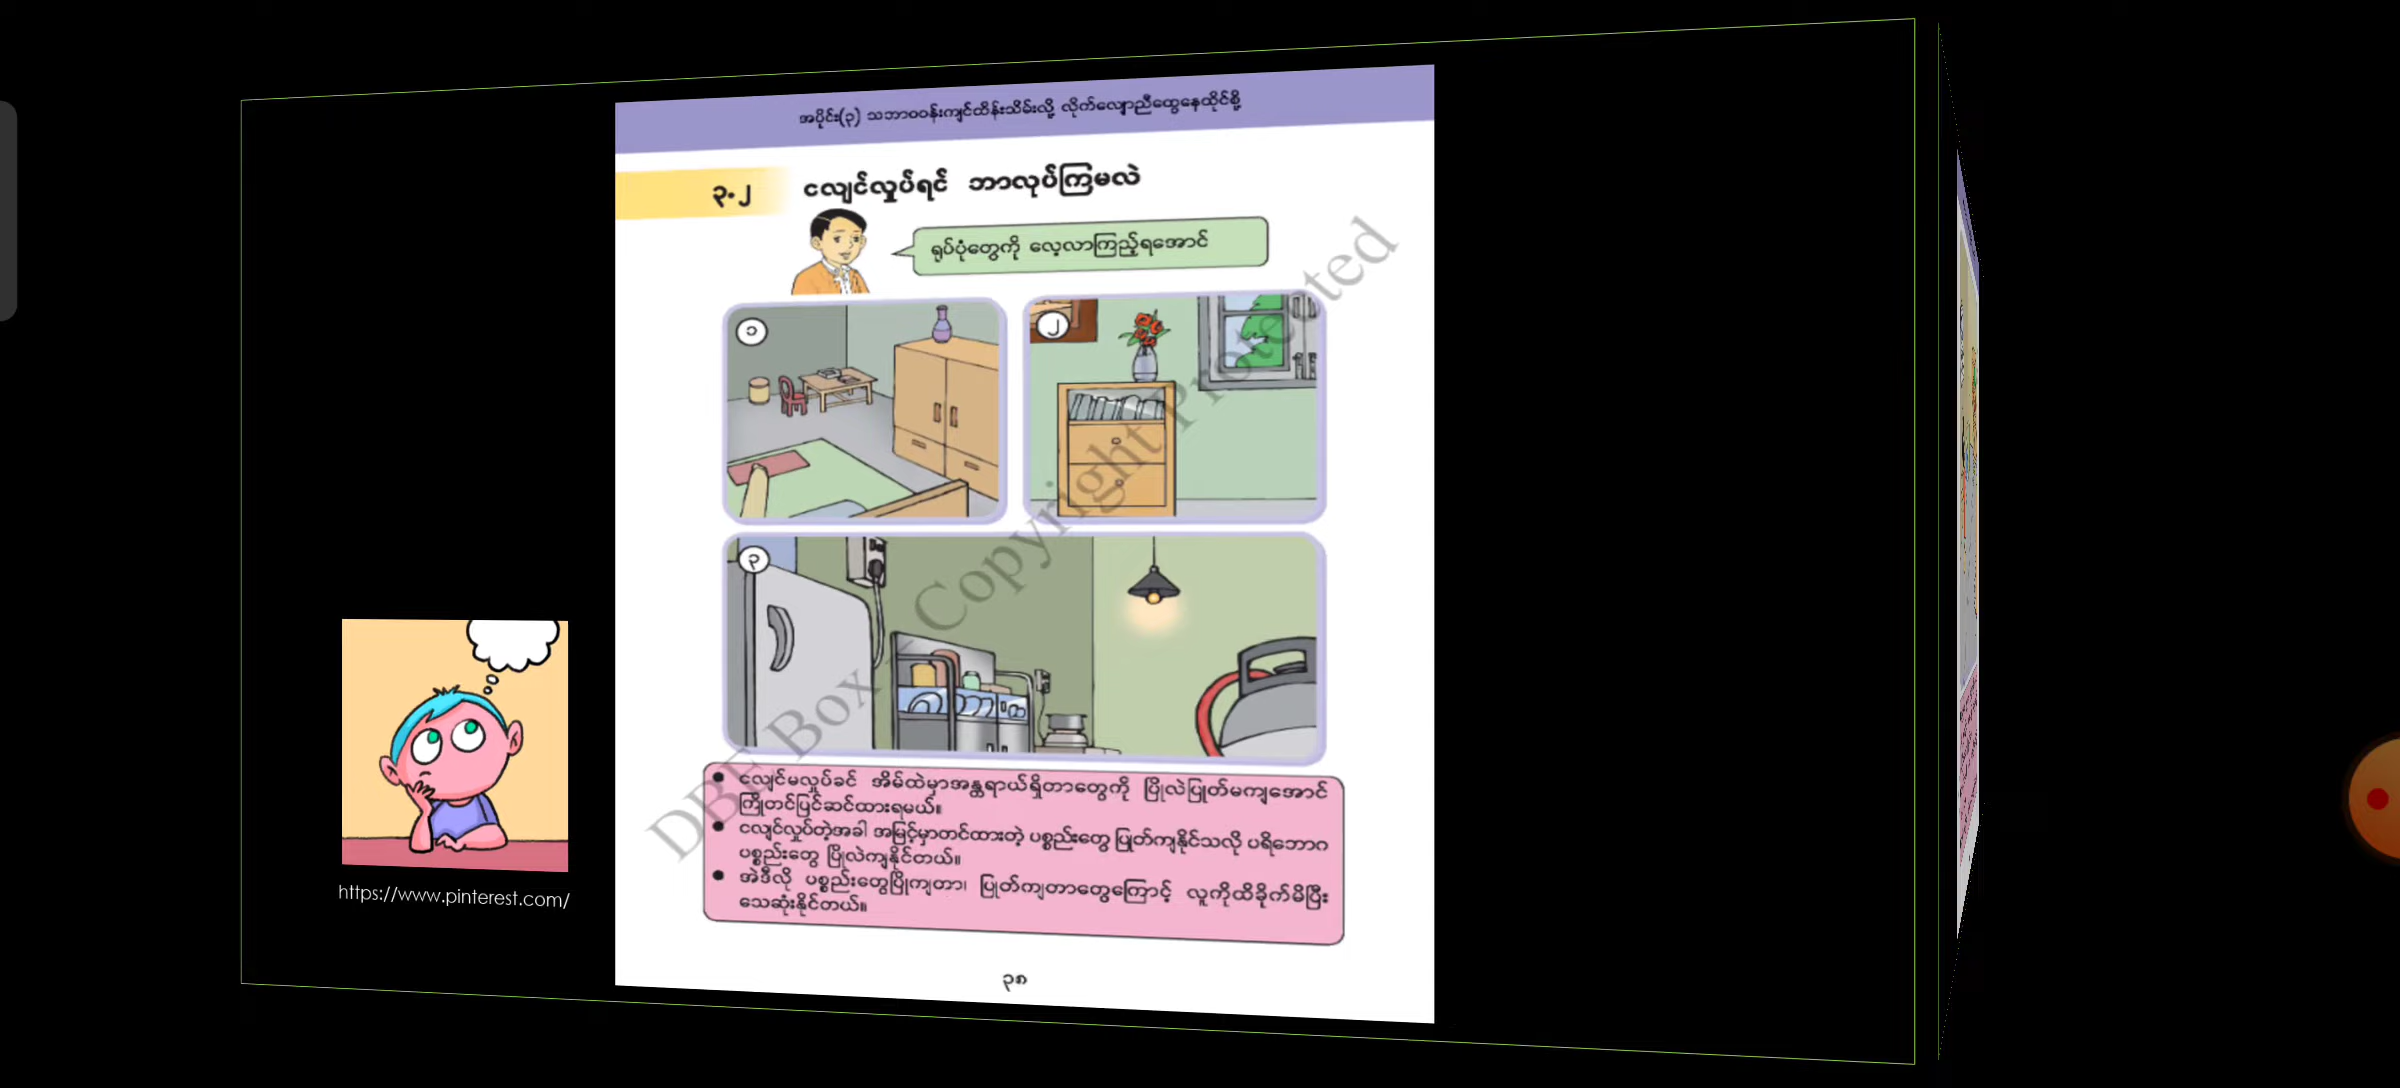 အပိုင်း(၃) သဘာဝဝန်းကျင်ထိန်းသိမ်းလို့ လိုက်လျောညီထွေနေထိုင်စို့
၃.၂ ငလျင်လှုပ်ရင် ဘာလုပ်ကြမလဲ
ရုပ်ပုံတွေကို လေ့လာကြည့်ရအောင်
၁
၂
၃
● ငလျင်မလှုပ်ခင် အိမ်ထဲမှာအန္တရာယ်ရှိတာတွေကို ပြိုလဲပြုတ်မကျအောင်
ကြိုတင်ပြင်ဆင်ထားရမယ်။
● ငလျင်လှုပ်တဲ့အခါ အမြင့်မှာတင်ထားတဲ့ ပစ္စည်းတွေ ပြုတ်ကျနိုင်သလို ပရိဘောဂ
ပစ္စည်းတွေ ပြိုလဲကျနိုင်တယ်။
● အဲဒီလို ပစ္စည်းတွေပြိုကျတာ၊ ပြုတ်ကျတာတွေကြောင့် လူကိုထိခိုက်မိပြီး
သေဆုံးနိုင်တယ်။
၃၈
DBE Box – Copyright Protected
https://www.pinterest.com/